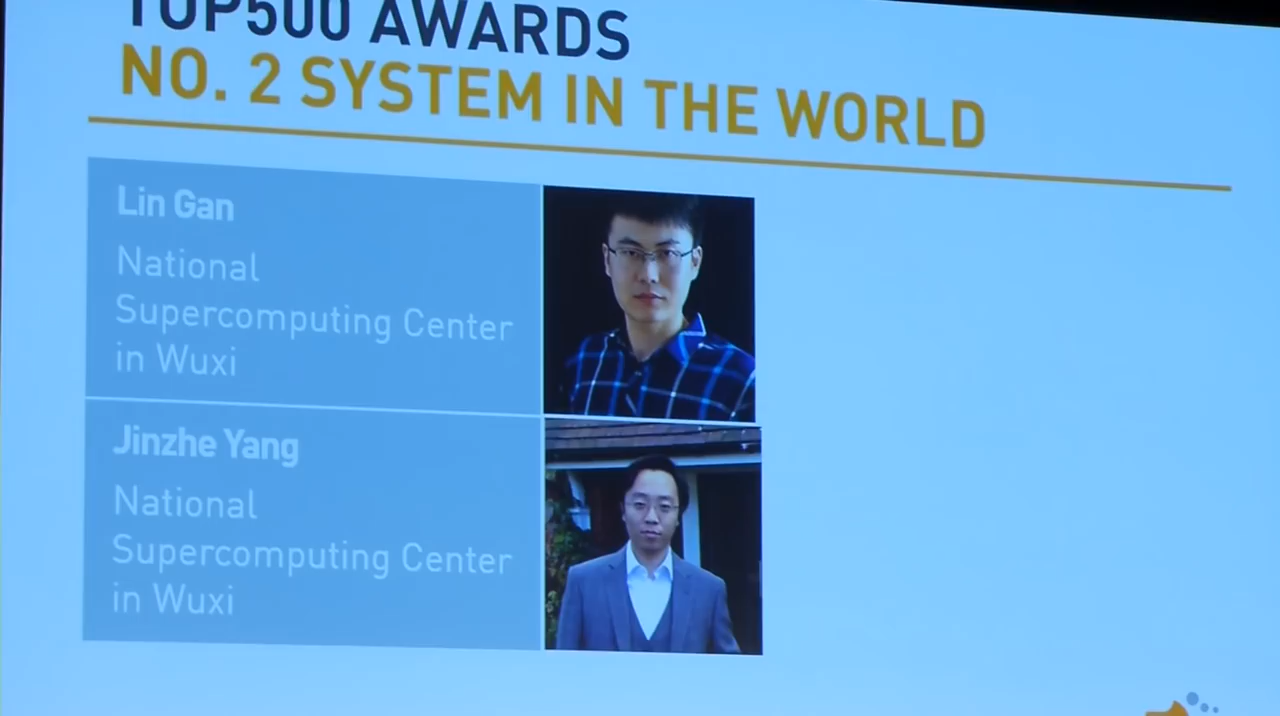 TOP500 AWARDS
NO. 2 SYSTEM IN THE WORLD
Lin Gan
National
Supercomputing Center
in Wuxi
Jinzhe Yang
National
Supercomputing Center
in Wuxi